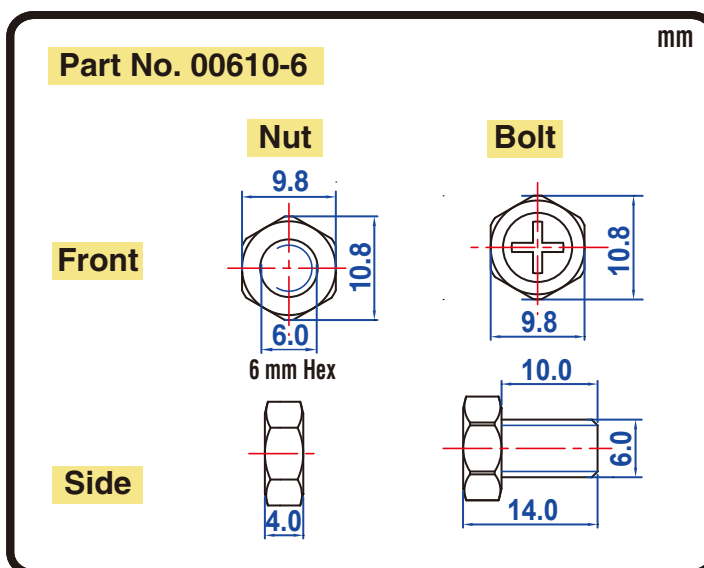 mm
Part No. 00610-6
Nut
Bolt
9.8
10.8
10.8
Front
6.0
9.8
6 mm Hex
10.0
6.0
Side
4.0
14.0